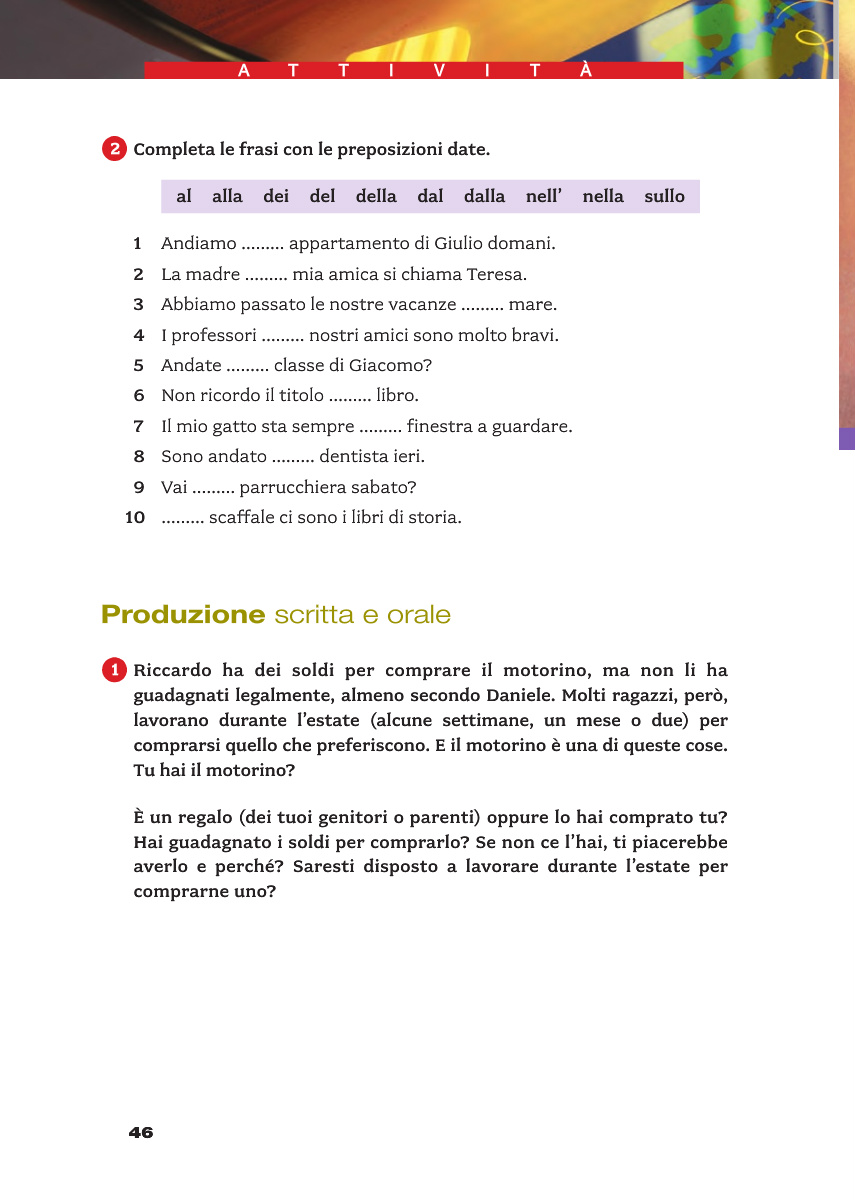 ATTIVITÀ
2 Completa le frasi con le preposizioni date.
al alla dei del della dal dalla nell' nella sullo
1 Andiamo ......... appartamento di Giulio domani.
2 La madre ......... mia amica si chiama Teresa.
3 Abbiamo passato le nostre vacanze ......... mare.
4 I professori ......... nostri amici sono molto bravi.
5 Andate ......... classe di Giacomo?
6 Non ricordo il titolo ......... libro.
7 Il mio gatto sta sempre ......... finestra a guardare.
8 Sono andato ......... dentista ieri.
9 Vai ......... parrucchiera sabato?
10 ......... scaffale ci sono i libri di storia.
Produzione scritta e orale
1 Riccardo ha dei soldi per comprare il motorino, ma non li ha
guadagnati legalmente, almeno secondo Daniele. Molti ragazzi, però,
lavorano durante l'estate (alcune settimane, un mese o due) per
comprarsi quello che preferiscono. E il motorino è una di queste cose.
Tu hai il motorino?
È un regalo (dei tuoi genitori o parenti) oppure lo hai comprato tu?
Hai guadagnato i soldi per comprarlo? Se non ce l'hai, ti piacerebbe
averlo e perché? Saresti disposto a lavorare durante l'estate per
comprarne uno?
46